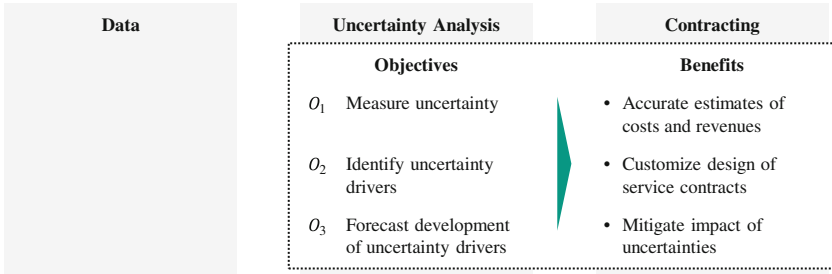 Data
Uncertainty Analysis
Contracting
Objectives
Benefits
O₁ Measure uncertainty
• Accurate estimates of
costs and revenues
O₂ Identify uncertainty
drivers
• Customize design of
service contracts
O₃ Forecast development
of uncertainty drivers
• Mitigate impact of
uncertainties